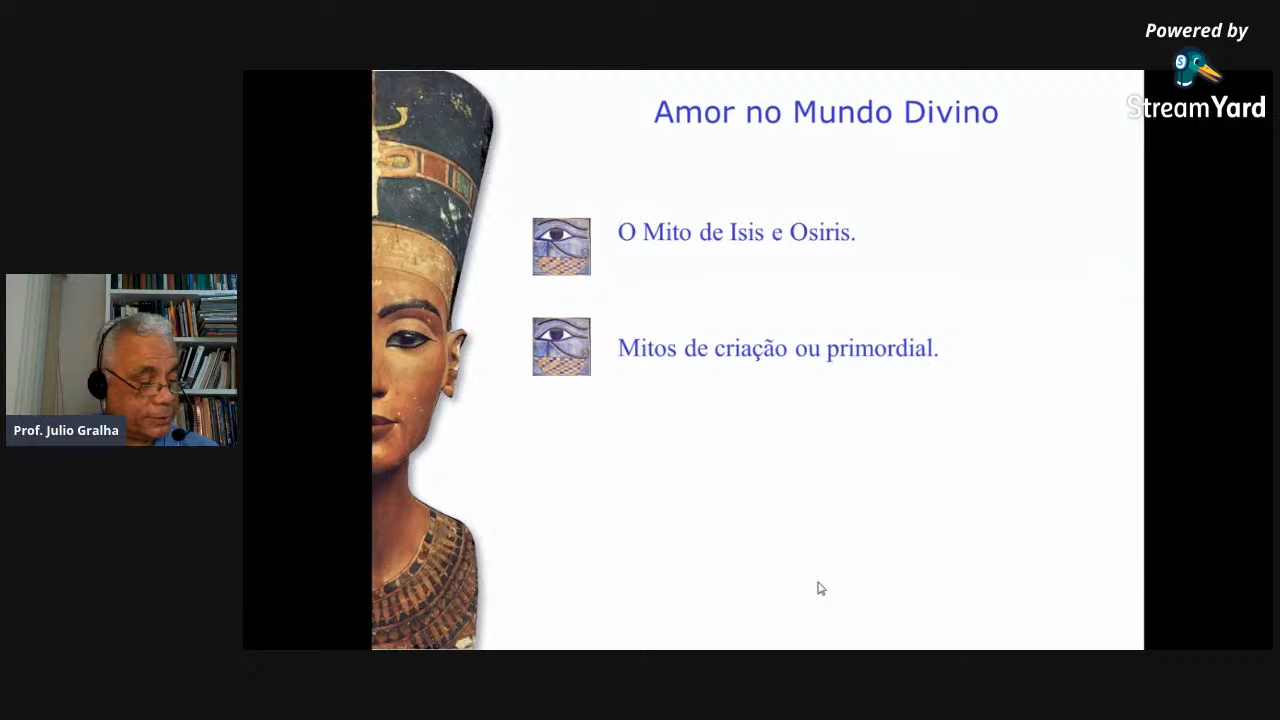 Powered by
StreamYard
Amor no Mundo Divino
O Mito de Isis e Osiris.
Mitos de criação ou primordial.
Prof. Julio Gralha